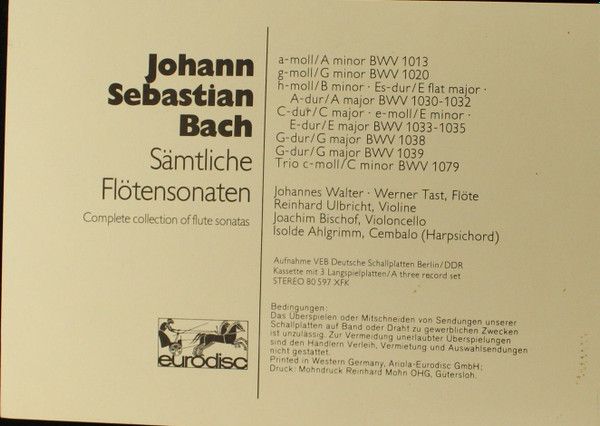 Johann
Sebastian
Bach
Sämtliche
Flötensonaten
Complete collection of flute sonatas
eurodisc
a-moll/A minor BWV 1013
g-moll/G minor BWV 1020
h-moll/B minor · Es-dur/E flat major ·
A-dur/A major BWV 1030-1032
C-dur/C major · e-moll/E minor ·
E-dur/E major BWV 1033-1035
G-dur/G major BWV 1038
G-dur/G major BWV 1039
Trio c-moll/C minor BWV 1079
Johannes Walter · Werner Tast, Flöte
Reinhard Ulbricht, Violine
Joachim Bischof, Violoncello
Isolde Ahlgrimm, Cembalo (Harpsichord)
Aufnahme VEB Deutsche Schallplatten Berlin/DDR
Kassette mit 3 Langspielplatten/A three record set
STEREO 80 597 XFK
Bedingungen:
Das Überspielen oder Mitschneiden von Sendungen unserer
Schallplatten auf Band oder Draht zu gewerblichen Zwecken
ist unzulässig. Zur Vermeidung unerlaubter Überspielungen
sind den Händlern Verleih, Vermietung und Auswahlsendungen
nicht gestattet.
Printed in Western Germany, Ariola-Eurodisc GmbH;
Druck: Mohndruck Reinhard Mohn OHG, Gütersloh.